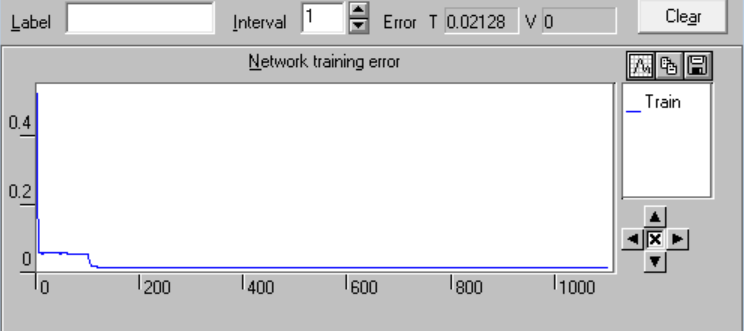 Label Interval 1 Error T 0.02128 V 0 Clear
Network training error
Train
0.4
0.2
0
0 200 400 600 800 1000